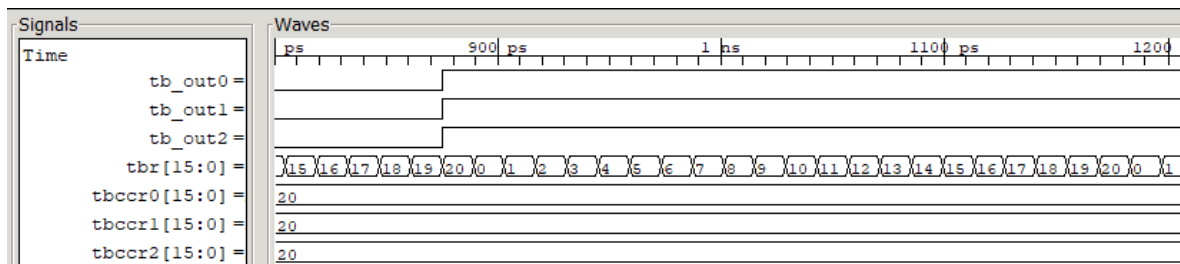 Signals
Waves
Time
ps 900 ps 1 ns 1100 ps 1200
tb_out0 =
tb_out1 =
tb_out2 =
tbr[15:0] = 15 16 17 18 19 20 0 1 2 3 4 5 6 7 8 9 10 11 12 13 14 15 16 17 18 19 20 0 1
tbccr0[15:0] = 20
tbccr1[15:0] = 20
tbccr2[15:0] = 20